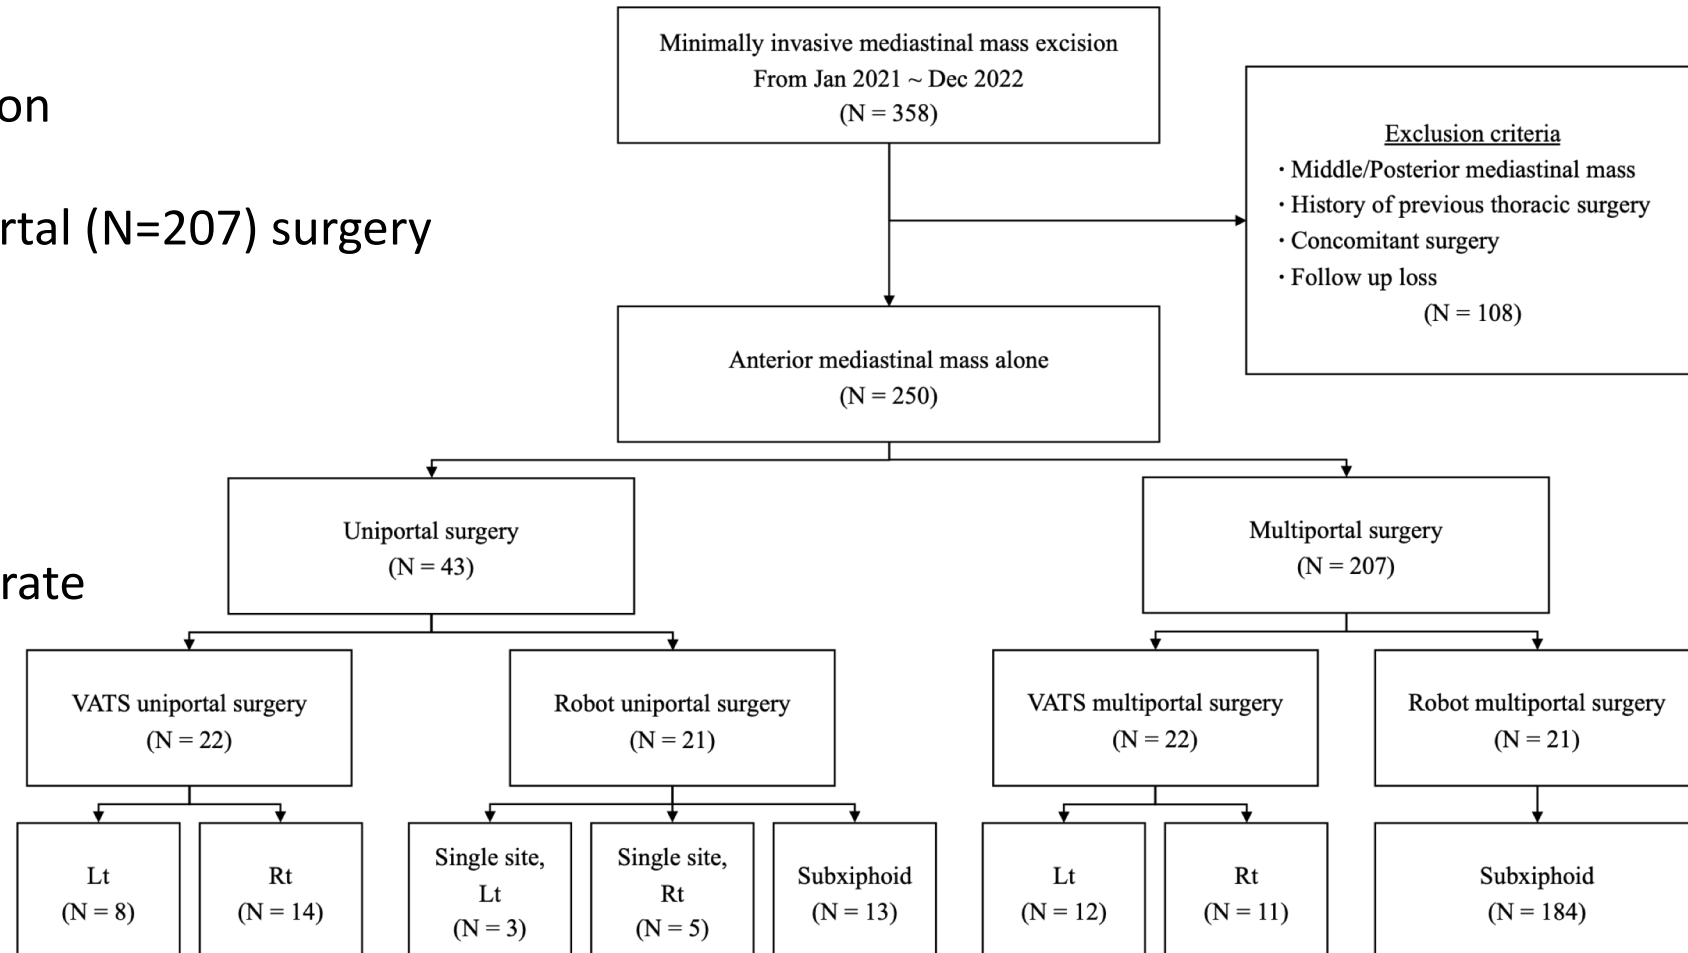 on
rtal (N=207) surgery
rate
Minimally invasive mediastinal mass excision
From Jan 2021 ~ Dec 2022
(N = 358)
Exclusion criteria
· Middle/Posterior mediastinal mass
· History of previous thoracic surgery
· Concomitant surgery
· Follow up loss
(N = 108)
Anterior mediastinal mass alone
(N = 250)
Uniportal surgery
(N = 43)
Multiportal surgery
(N = 207)
VATS uniportal surgery
(N = 22)
Robot uniportal surgery
(N = 21)
VATS multiportal surgery
(N = 22)
Robot multiportal surgery
(N = 21)
Lt
(N = 8)
Rt
(N = 14)
Single site,
Lt
(N = 3)
Single site,
Rt
(N = 5)
Subxiphoid
(N = 13)
Lt
(N = 12)
Rt
(N = 11)
Subxiphoid
(N = 184)